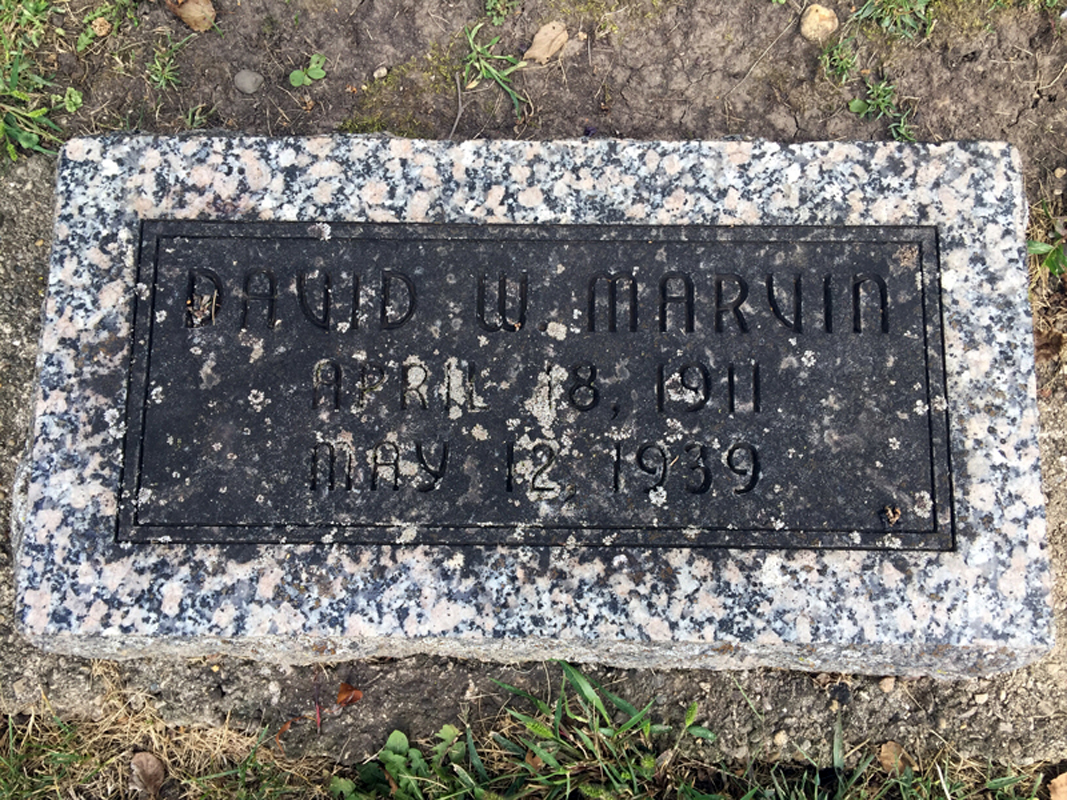 DAVID W. MARVIN
APRIL 18, 1911
MAY 12, 1939